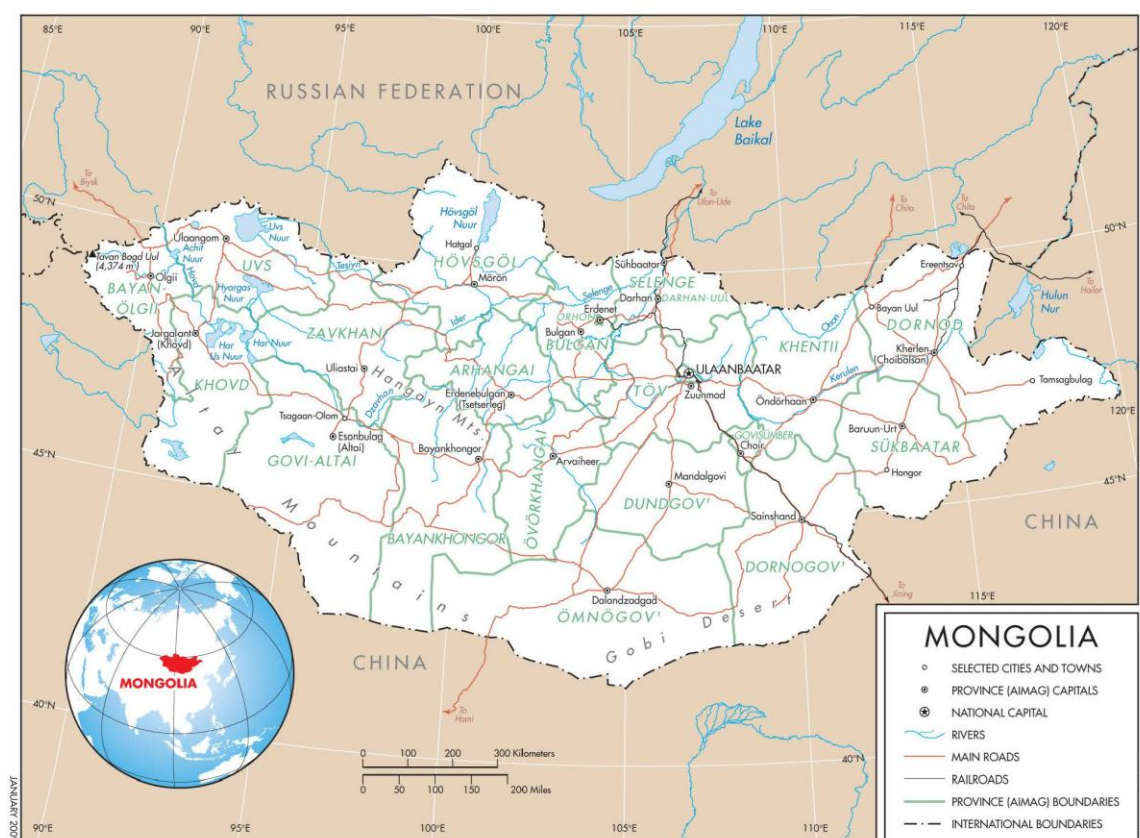 85°E
90°E
95°E
100°E
105°E
110°E
115°E
120°E
RUSSIAN FEDERATION
Lake
Baikal
To
Biysk
To
Ulan-Ude
To
Chita
To
Chita
50°N
50°N
Hövsgöl
Nuur
Uvs
Nuur
Ulaangom
Achit
Nuur
Tavan Bogd Uul
(4,374 m)
Hatgal
Sühbaatar
Ereentsav
To
Hailar
UVS
Tesiyn
HÖVSGÖL
SELENGE
Olgii
BAYAN-
ÖLGII
Hovd
Hyargas
Nuur
Mörön
Selenge
Darhan
DARHAN-UUL
Hulun
Nur
Bayan Uul
Onon
DORNOD
Erdenet
ORHON
Jargalant
(Khovd)
ZAVKHAN
Ider
Bulgan
BULGAN
KHENTII
Kherlen
(Choibalsan)
Har
Us Nuur
Har Nuur
Uliastai
Hangayn Mts.
ARHANGAI
ULAANBAATAR
Kerulen
Tamsagbulag
KHOVD
TÖV
Zuunmod
Erdenebulgan
(Tsetserleg)
Öndörhaan
120°E
Tsagaan-Olom
Dzavhan
Baruun-Urt
Esonbulag
(Altai)
GOVISÜMBER
Choir
SÜKBAATAR
45°N
GOVI-ALTAI
Bayankhongor
Arvaiheer
Mandalgovi
Hongor
45°N
Altay Mountains
ÖVÖRKHANGAI
DUNDGOV'
Sainshand
CHINA
BAYANKHONGOR
DORNOGOV'
To
Jining
115°E
Dalandzadgad
ÖMNÖGOV'
Gobi Desert
CHINA
MONGOLIA
To
Hami
40°N
40°N
0 100 200 300 Kilometers
0 50 100 150 200 Miles
MONGOLIA
SELECTED CITIES AND TOWNS
PROVINCE (AIMAG) CAPITALS
NATIONAL CAPITAL
RIVERS
MAIN ROADS
RAILROADS
PROVINCE (AIMAG) BOUNDARIES
INTERNATIONAL BOUNDARIES
90°E
95°E
100°E
105°E
110°E
JANUARY